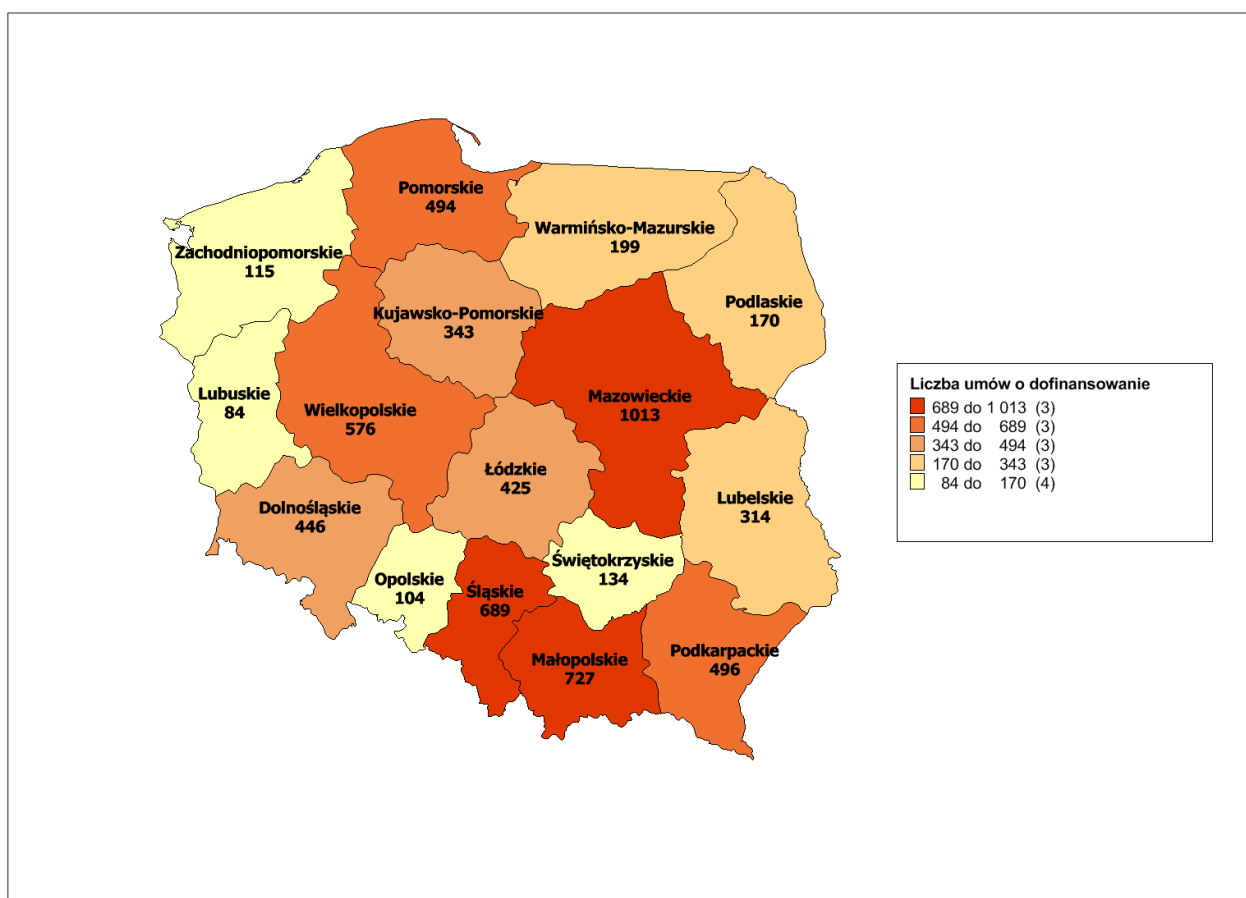 Pomorskie
494
Warmińsko-Mazurskie
199
Zachodniopomorskie
115
Podlaskie
170
Kujawsko-Pomorskie
343
Lubuskie
84
Mazowieckie
1013
Wielkopolskie
576
Łódzkie
425
Lubelskie
314
Dolnośląskie
446
Świętokrzyskie
134
Opolskie
104
Śląskie
689
Małopolskie
727
Podkarpackie
496
Liczba umów o dofinansowanie
689 do 1 013 (3)
494 do 689 (3)
343 do 494 (3)
170 do 343 (3)
84 do 170 (4)